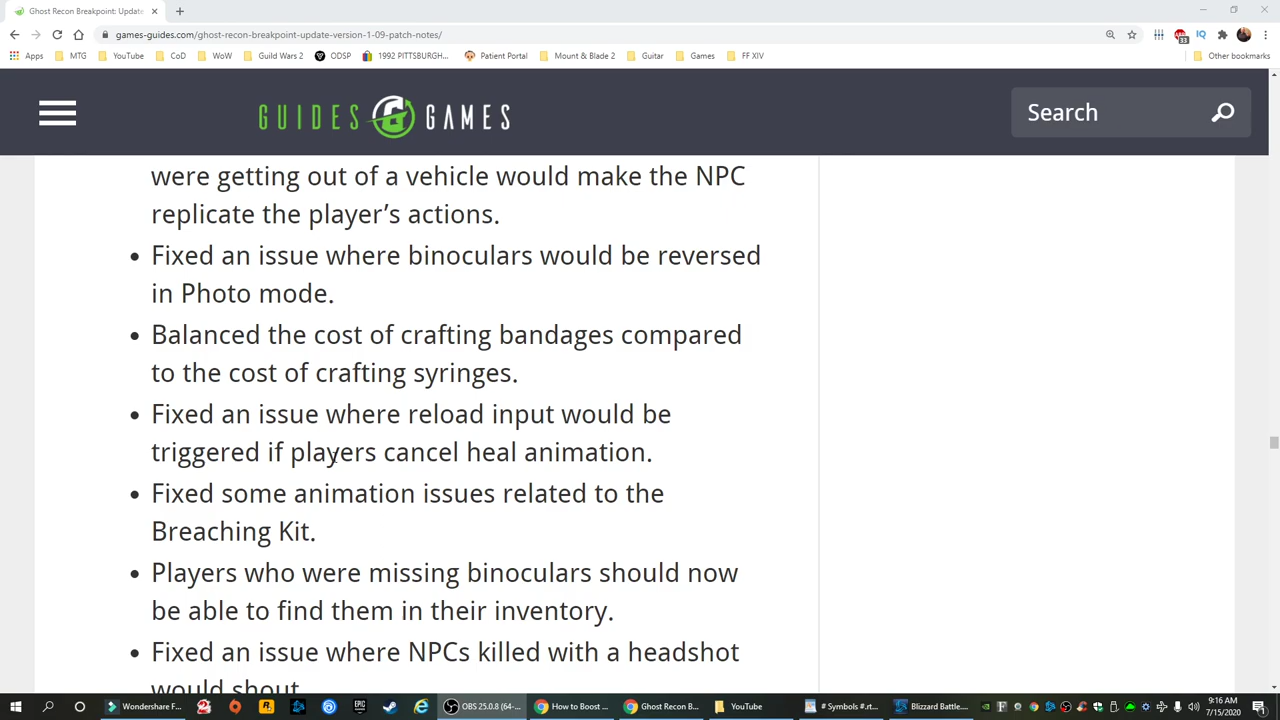 Ghost Recon Breakpoint: Update
games-guides.com/ghost-recon-breakpoint-update-version-1-09-patch-notes/
Apps MTG YouTube CoD WoW Guild Wars 2 ODSP 1992 PITTSBURGH... Patient Portal Mount & Blade 2 Guitar Games FF XIV Other bookmarks
33
GUIDES G GAMES
Search
were getting out of a vehicle would make the NPC
replicate the player's actions.
• Fixed an issue where binoculars would be reversed
in Photo mode.
• Balanced the cost of crafting bandages compared
to the cost of crafting syringes.
• Fixed an issue where reload input would be
triggered if players cancel heal animation.
• Fixed some animation issues related to the
Breaching Kit.
• Players who were missing binoculars should now
be able to find them in their inventory.
• Fixed an issue where NPCs killed with a headshot
would shout.
Wondershare F... OBS 25.0.8 (64-... How to Boost ... Ghost Recon B... YouTube # Symbols #.rt... Blizzard Battle... 9:16 AM
7/15/2020